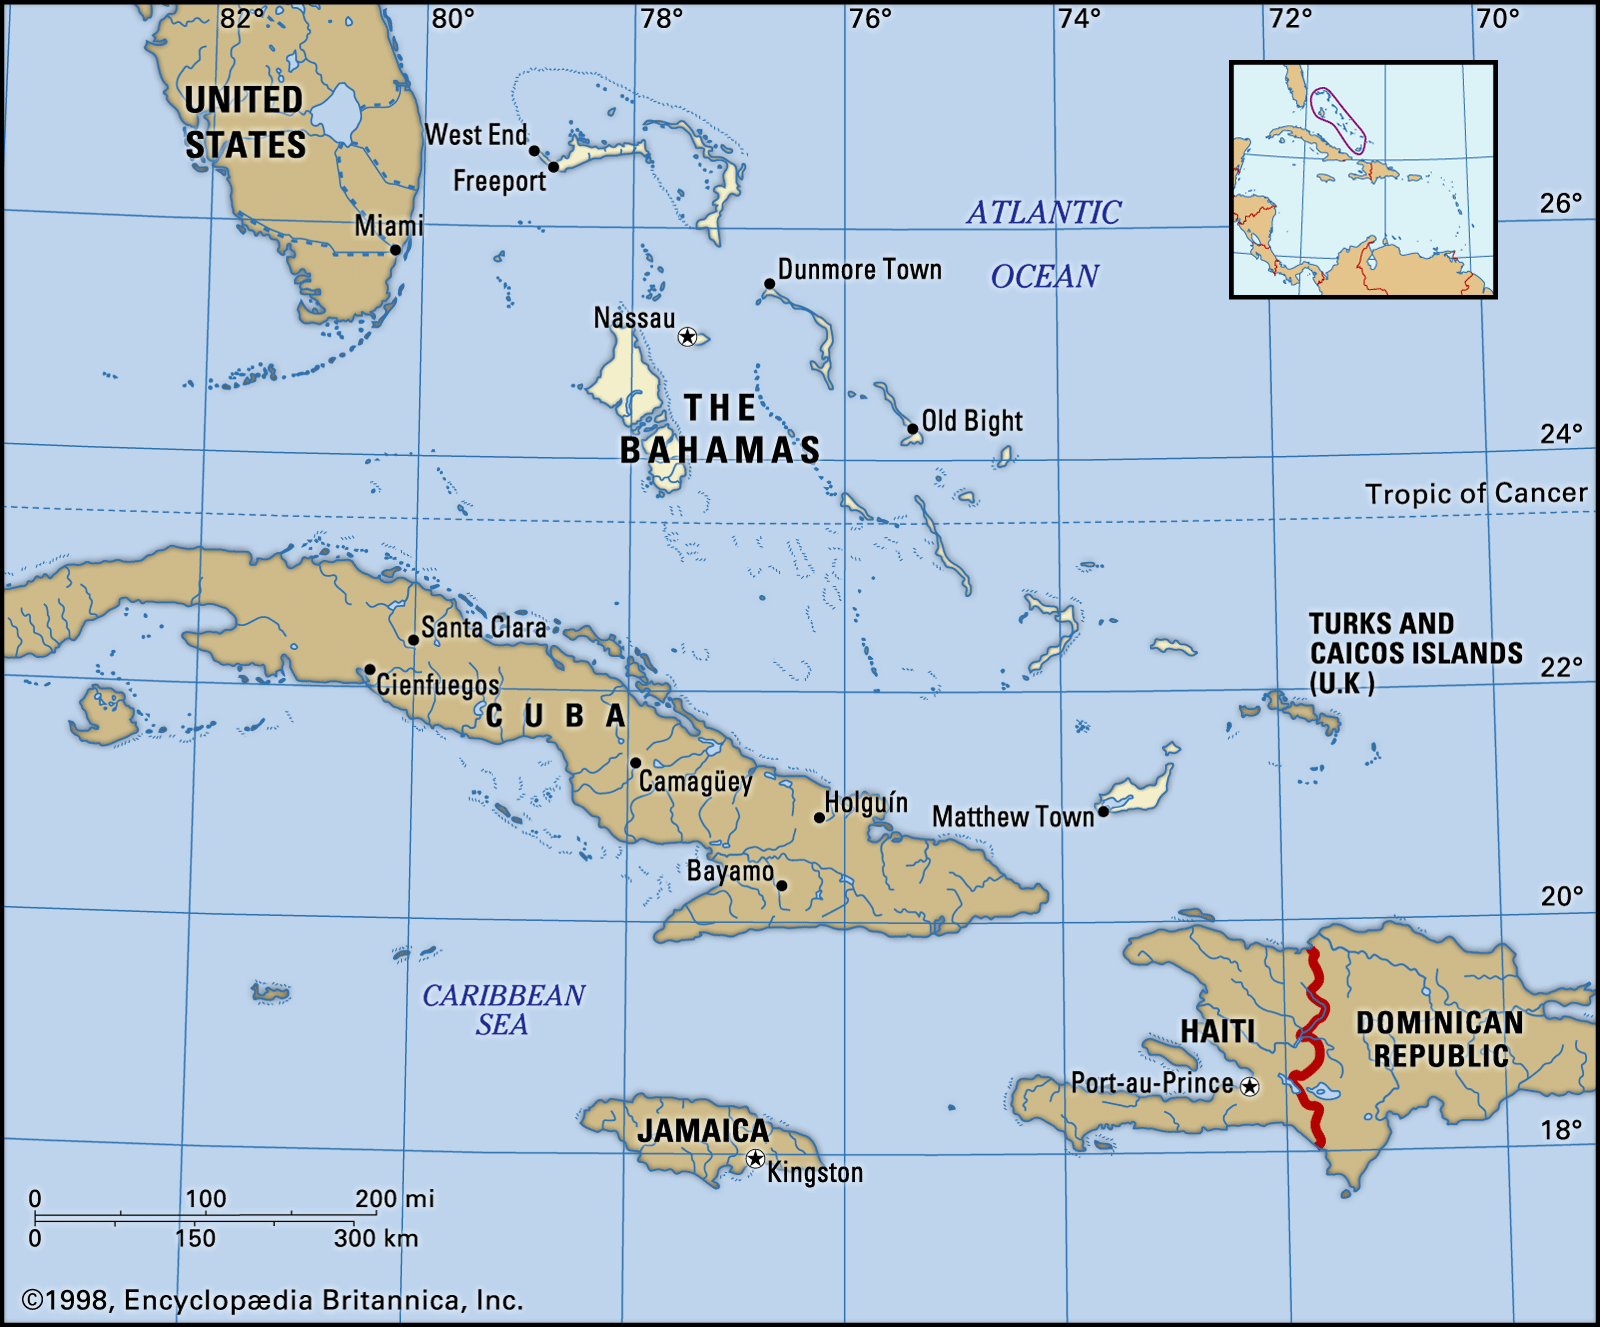 82°
80°
78°
76°
74°
72°
70°
UNITED
STATES
West End
Freeport
Miami
ATLANTIC
OCEAN
26°
Dunmore Town
Nassau
THE
BAHAMAS
Old Bight
24°
Tropic of Cancer
Santa Clara
Cienfuegos
CUBA
Camagüey
Holguín
Bayamo
TURKS AND
CAICOS ISLANDS
(U.K )
22°
Matthew Town
20°
CARIBBEAN
SEA
HAITI
DOMINICAN
REPUBLIC
Port-au-Prince
JAMAICA
Kingston
18°
0 100 200 mi
0 150 300 km
©1998, Encyclopædia Britannica, Inc.